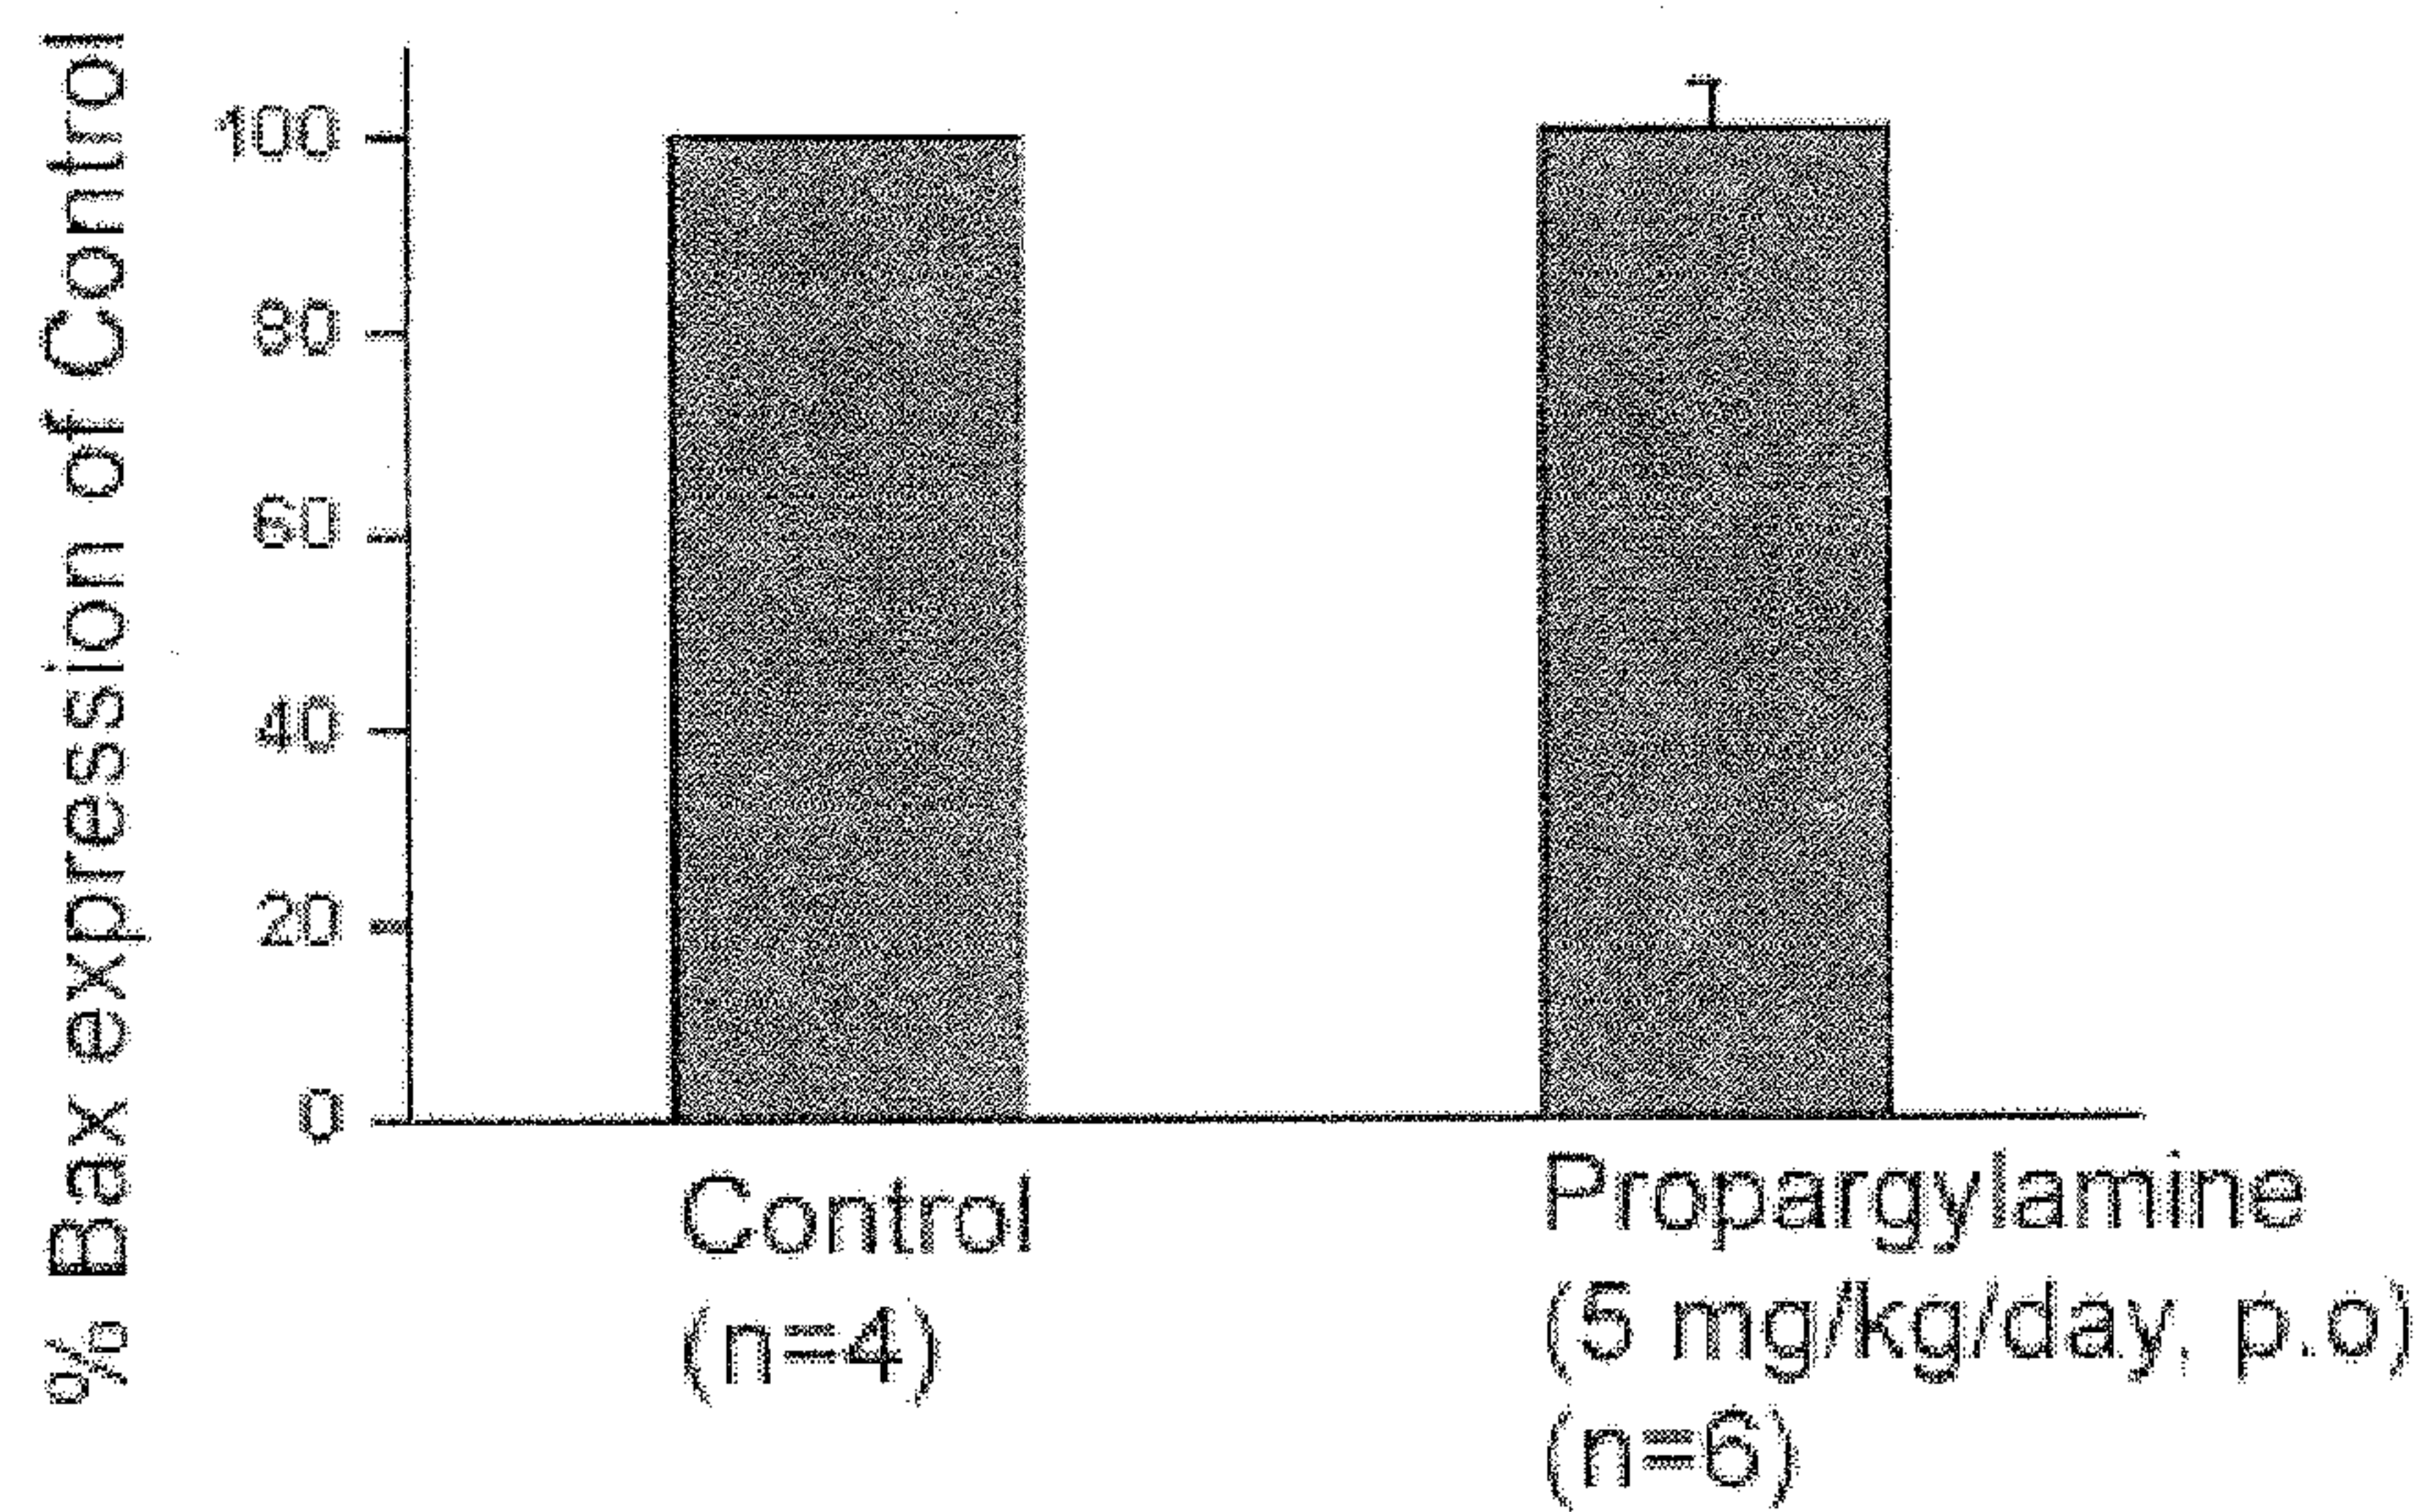 % Bax expression of Control
100
80
60
40
20
0
Control
(n=4)
Propargylamine
(5 mg/kg/day, p.o)
(n=6)